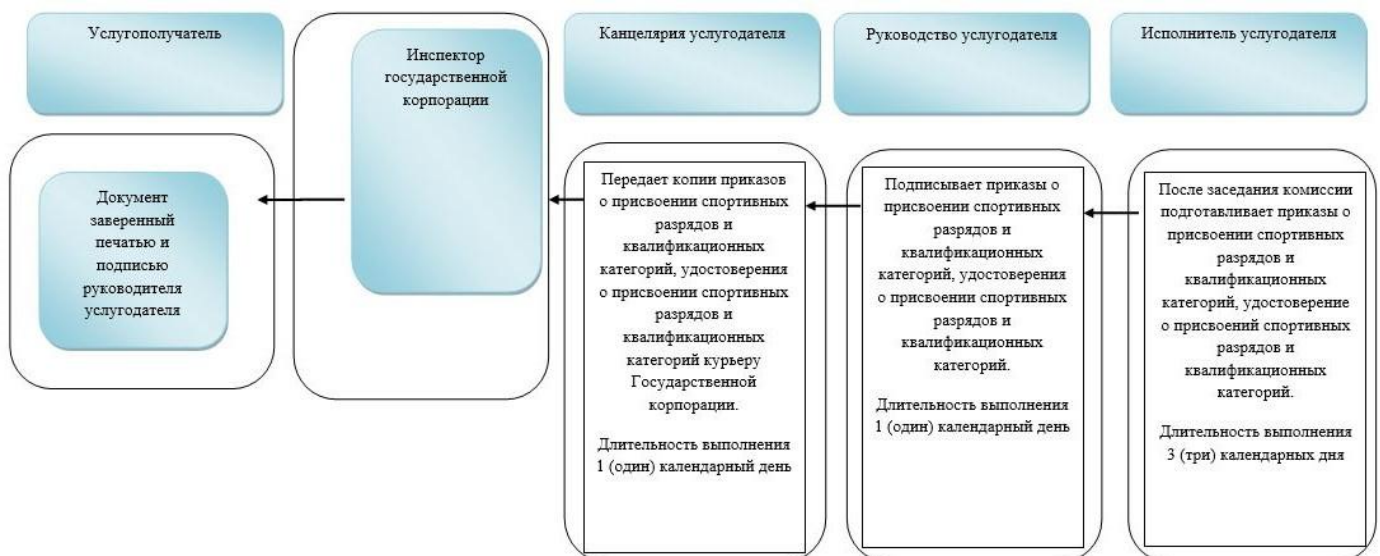 Услугополучатель
Инспектор
государственной
корпорации
Канцелярия услугодателя
Руководство услугодателя
Исполнитель услугодателя
Документ
заверенный
печатью и
подписью
руководителя
услугодателя
Передает копии приказов
о присвоении спортивных
разрядов и
квалификационных
категорий, удостоверения
о присвоении спортивных
разрядов и
квалификационных
категорий курьеру
Государственной
корпорации.
Длительность выполнения
1 (один) календарный день
Подписывает приказы о
присвоении спортивных
разрядов и
квалификационных
категорий, удостоверения
о присвоении спортивных
разрядов и
квалификационных
категорий.
Длительность выполнения
1 (один) календарный день
После заседания комиссии
подготавливает приказы о
присвоении спортивных
разрядов и
квалификационных
категорий, удостоверение
о присвоений спортивных
разрядов и
квалификационных
категорий.
Длительность выполнения
3 (три) календарных дня